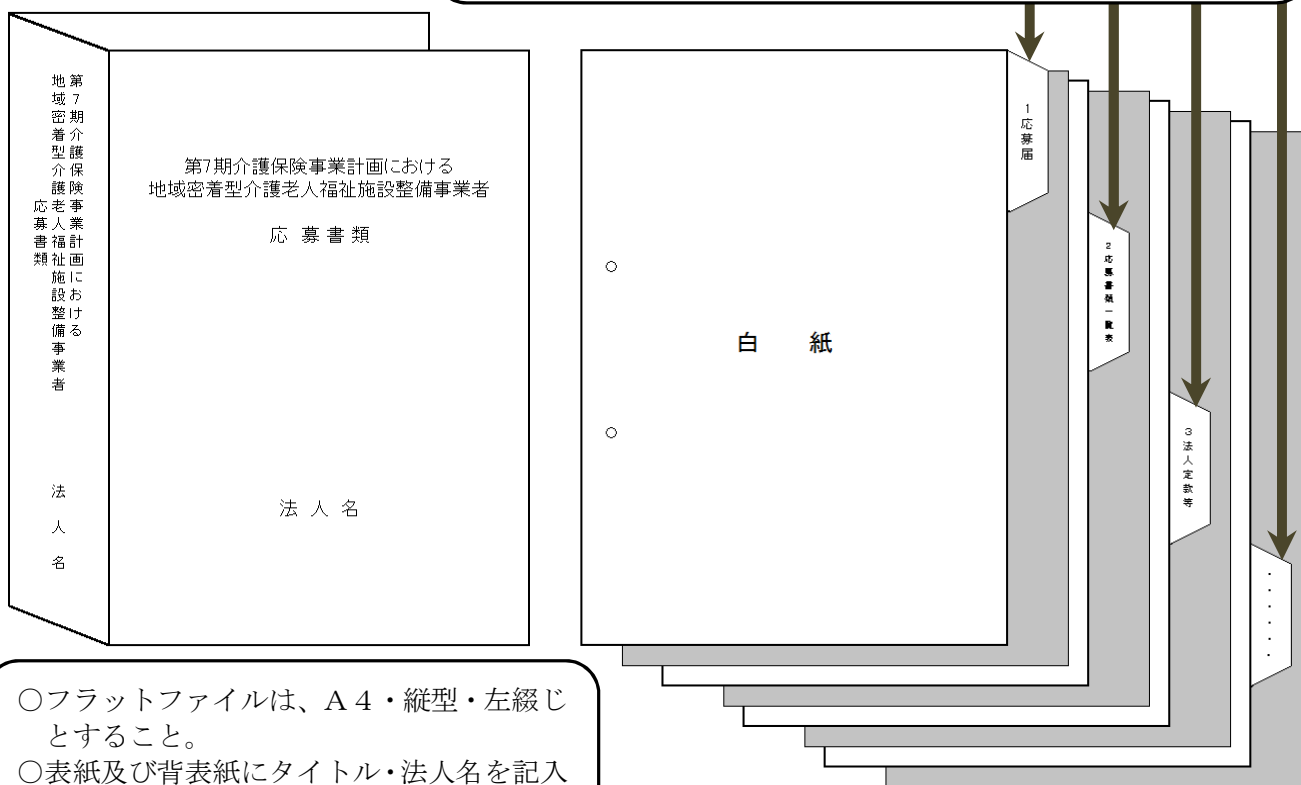 第7期介護保険事業計画における
地域密着型介護老人福祉施設整備事業者
応募書類
法人名
第7期介護保険事業計画における
地域密着型介護老人福祉施設整備事業者
応 募 書 類
法 人 名
白　紙
1応募届
2応募書類一覧表
3法人定款等
・・・・・・
○フラットファイルは、A4・縦型・左綴じ
とすること。
○表紙及び背表紙にタイトル・法人名を記入